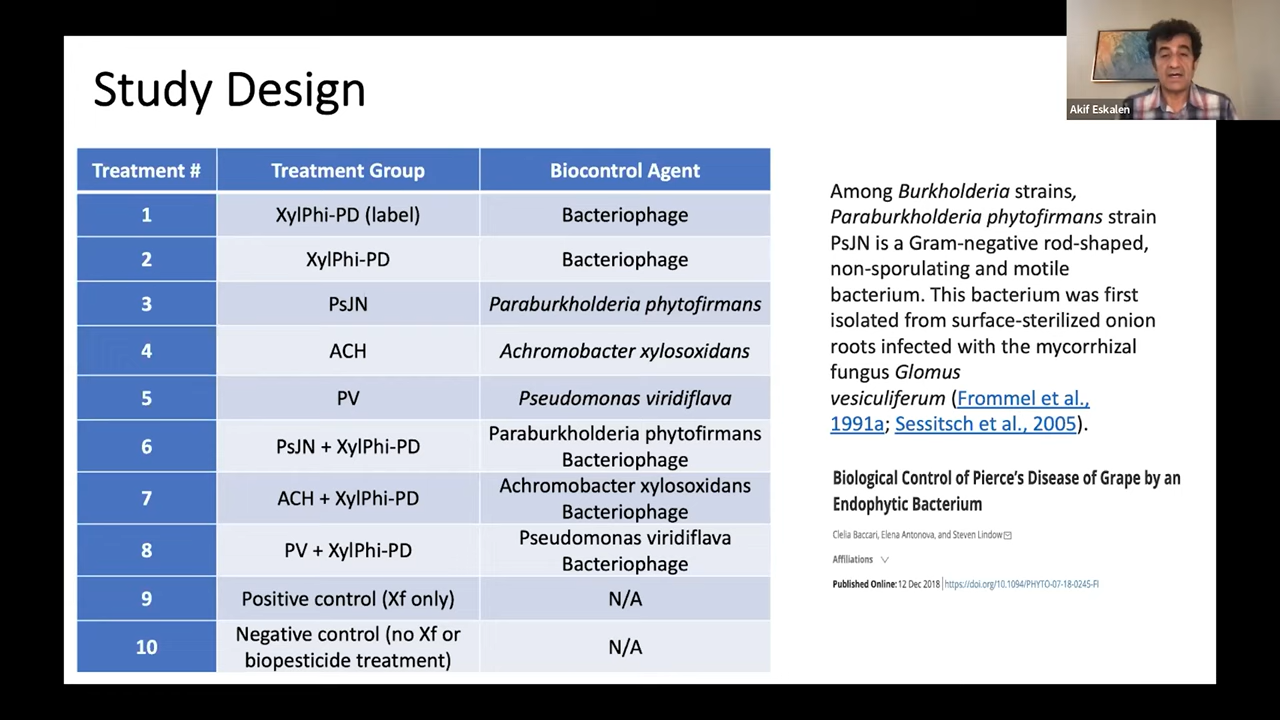 Study Design
Akif Eskalen
Treatment # Treatment Group Biocontrol Agent
1 XylPhi-PD (label) Bacteriophage
2 XylPhi-PD Bacteriophage
3 PsJN Paraburkholderia phytofirmans
4 ACH Achromobacter xylosoxidans
5 PV Pseudomonas viridiflava
6 PsJN + XylPhi-PD Paraburkholderia phytofirmans
Bacteriophage
7 ACH + XylPhi-PD Achromobacter xylosoxidans
Bacteriophage
8 PV + XylPhi-PD Pseudomonas viridiflava
Bacteriophage
9 Positive control (Xf only) N/A
10 Negative control (no Xf or
biopesticide treatment) N/A
Among Burkholderia strains,
Paraburkholderia phytofirmans strain
PsJN is a Gram-negative rod-shaped,
non-sporulating and motile
bacterium. This bacterium was first
isolated from surface-sterilized onion
roots infected with the mycorrhizal
fungus Glomus
vesiculiferum (Frommel et al.,
1991a; Sessitsch et al., 2005).
Biological Control of Pierce's Disease of Grape by an
Endophytic Bacterium
Clelia Baccari, Elena Antonova, and Steven Lindow
Affiliations
Published Online: 12 Dec 2018 | https://doi.org/10.1094/PHYTO-07-18-0245-FI